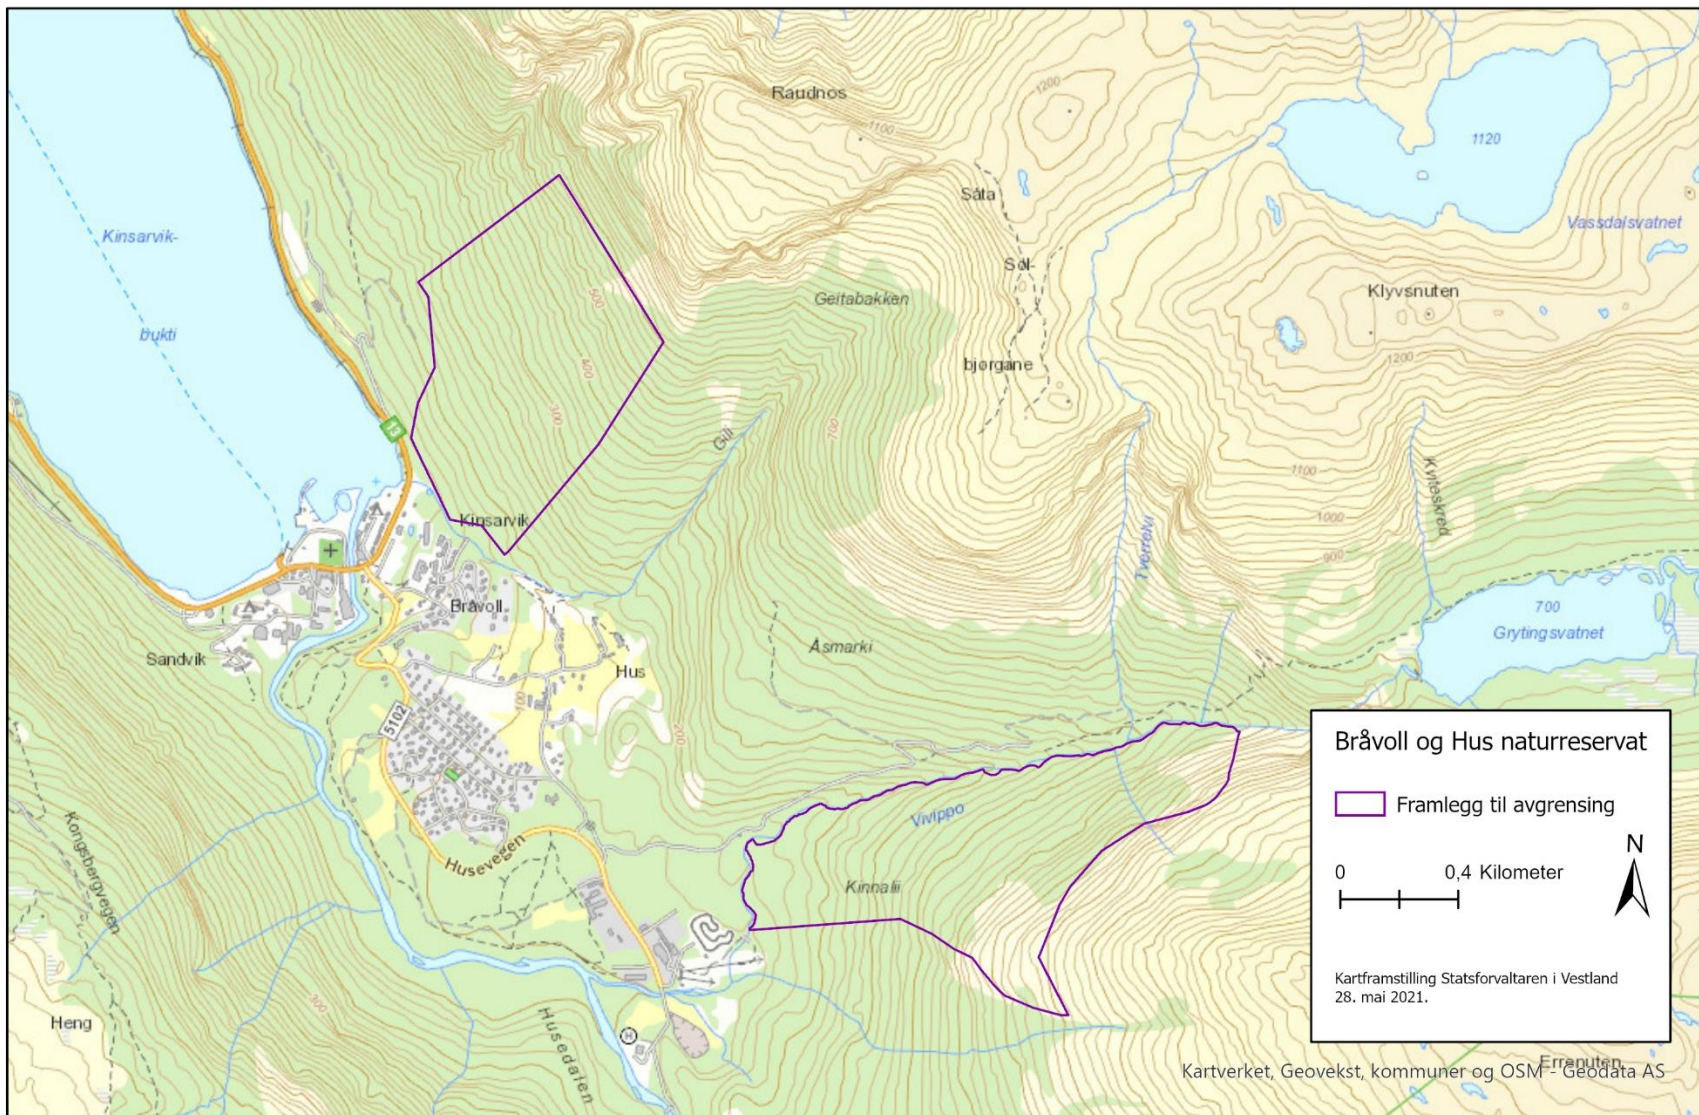 Raudnos
1200
1100
1120
Såta
Kinsarvik-
Vassdalsvatnet
Søl-
Klyvsnuten
500
Geitabakken
bukti
1200
bjørgane
400
300
13
Gili
700
1100
Kviteskred
Kinsarvik
1000
900
Tverrelvi
Bråvoll
700
Grytingsvatnet
Sandvik
Åsmarki
Hus
100
5102
200
Vivippo
Husevegen
Kinnalii
Kongsbergvegen
300
Heng
Husedalen
H
Bråvoll og Hus naturreservat
Framlegg til avgrensing
N
0 0,4 Kilometer
Kartframstilling Statsforvaltaren i Vestland
28. mai 2021.
Errenuten
Kartverket, Geovekst, kommuner og OSM - Geodata AS